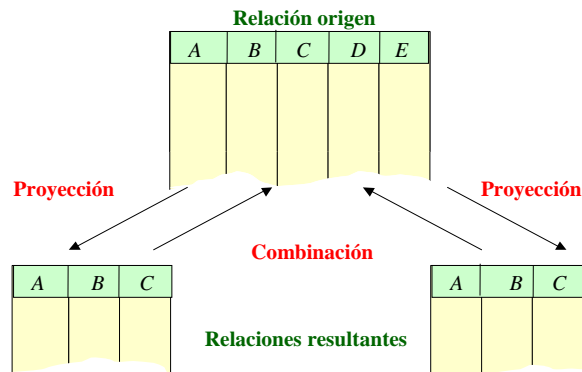 Relación origen
A B C D E
Proyección Proyección
Combinación
A B C A B C
Relaciones resultantes